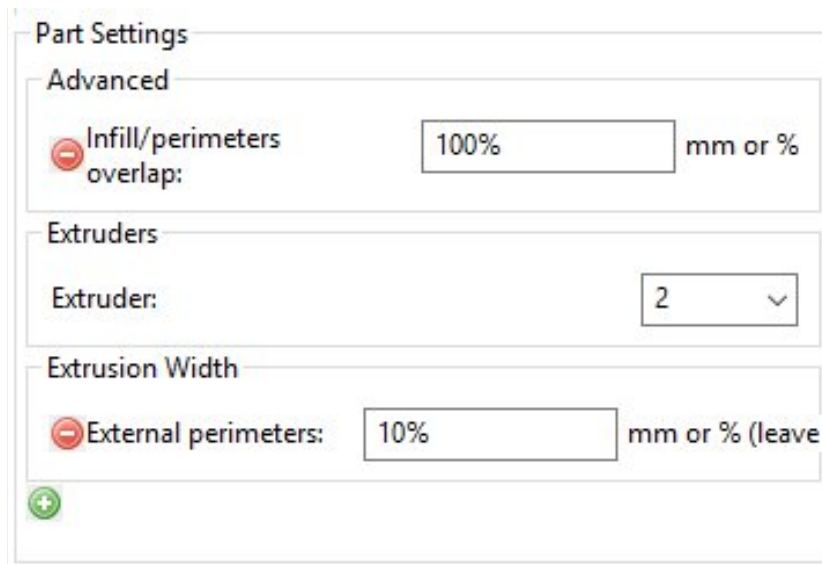 Part Settings
Advanced
Infill/perimeters
overlap:
100%
mm or %
Extruders
Extruder:
2
Extrusion Width
External perimeters:
10%
mm or % (leave